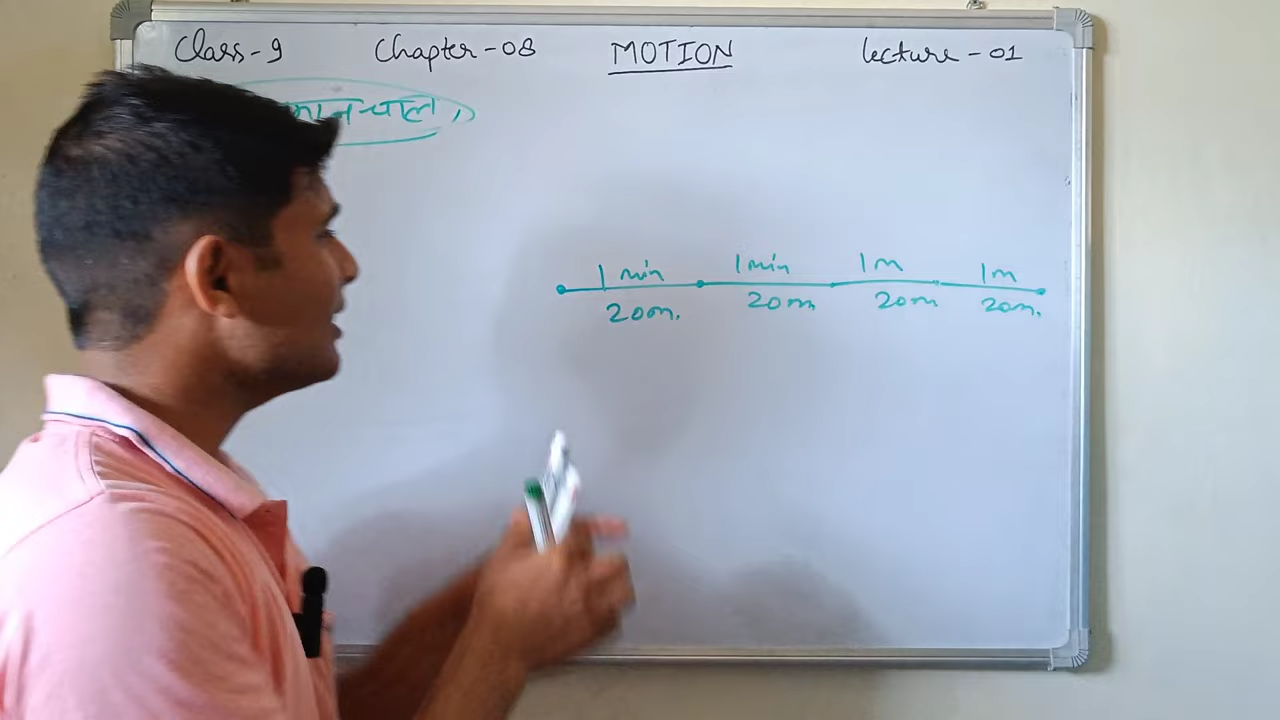 Class-9 Chapter-08 MOTION Lecture-01
मान-चाल
1 min 1 min 1 m 1 m
20m. 20m 20m 20m.